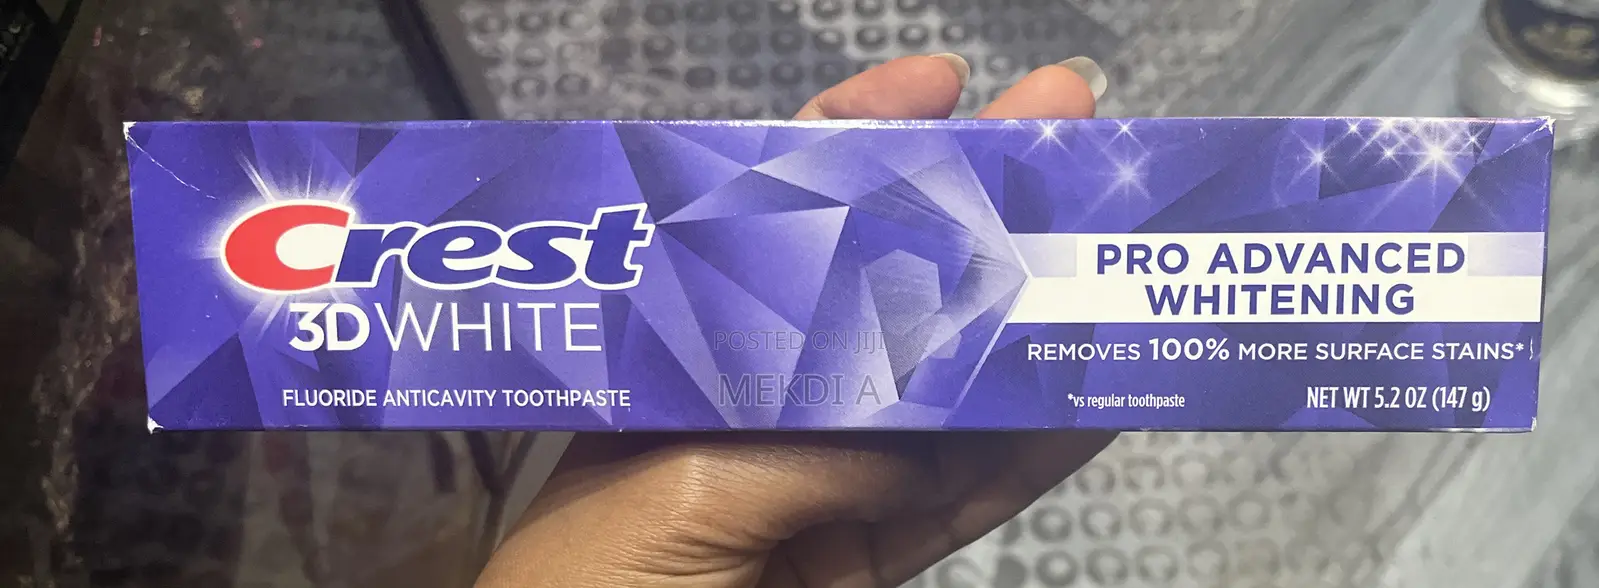 Crest
3D WHITE
FLUORIDE ANTICAVITY TOOTHPASTE
PRO ADVANCED
WHITENING
REMOVES 100% MORE SURFACE STAINS*
*vs regular toothpaste
NET WT 5.2 OZ (147 g)
POSTED ON JIJI
MEKDI A